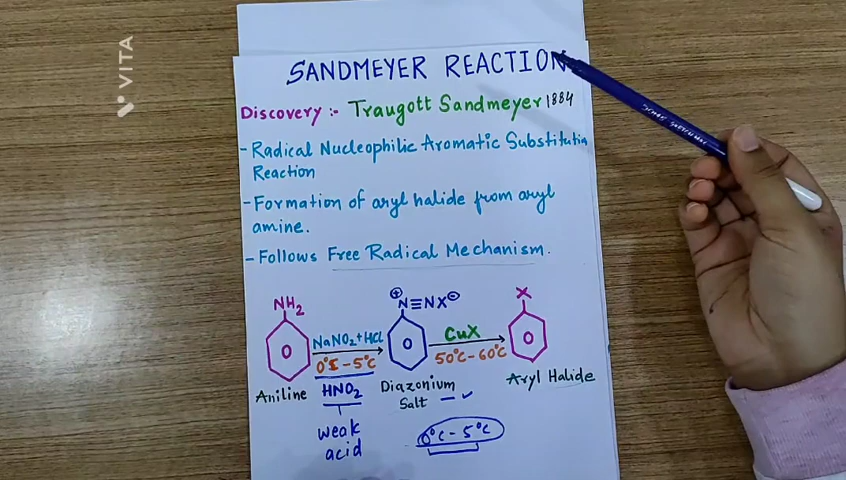 VITA
SANDMEYER REACTION
Discovery :- Traugott Sandmeyer 1884
- Radical Nucleophilic Aromatic Substitution
Reaction
- Formation of aryl halide from aryl
amine.
- Follows Free Radical Mechanism.
NH2
⊕
N≡NX⊖
X
NaNO2+HCl
CuX
0°C - 5°C
50°C - 60°C
Aniline
HNO2
Diazonium
Salt
Aryl Halide
weak
acid
0°C - 5°C